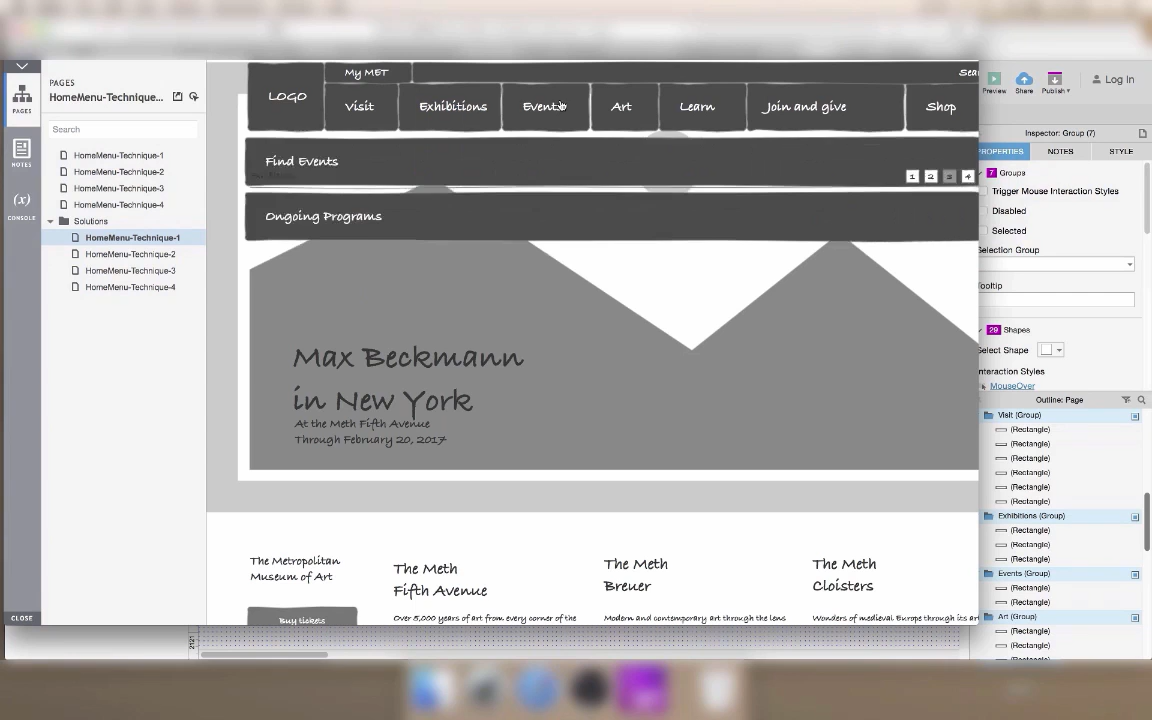 My MET
Sea
LOGO
Visit
Exhibitions
Events
Art
Learn
Join and give
Shop
Find Events
1 2 3 4
Ongoing Programs
Max Beckmann
in New York
At the Meth Fifth Avenue
Through February 20, 2017
The Metropolitan
Museum of Art
Buy tickets
The Meth
Fifth Avenue
Over 5,000 years of art from every corner of the
The Meth
Breuer
Modern and contemporary art through the lens
The Meth
Cloisters
Wonders of medieval Europe through its art
PAGES
NOTES
(x)
CONSOLE
CLOSE
PAGES
HomeMenu-Technique...
Search
HomeMenu-Technique-1
HomeMenu-Technique-2
HomeMenu-Technique-3
HomeMenu-Technique-4
Solutions
HomeMenu-Technique-1
HomeMenu-Technique-2
HomeMenu-Technique-3
HomeMenu-Technique-4
Preview
Share
Publish
Log In
Inspector: Group (7)
ROPERTIES
NOTES
STYLE
7 Groups
Trigger Mouse Interaction Styles
Disabled
Selected
Selection Group
Tooltip
29 Shapes
Select Shape
nteraction Styles
MouseOver
Outline: Page
Visit (Group)
(Rectangle)
(Rectangle)
(Rectangle)
(Rectangle)
(Rectangle)
(Rectangle)
Exhibitions (Group)
(Rectangle)
(Rectangle)
(Rectangle)
Events (Group)
(Rectangle)
(Rectangle)
Art (Group)
(Rectangle)
(Rectangle)